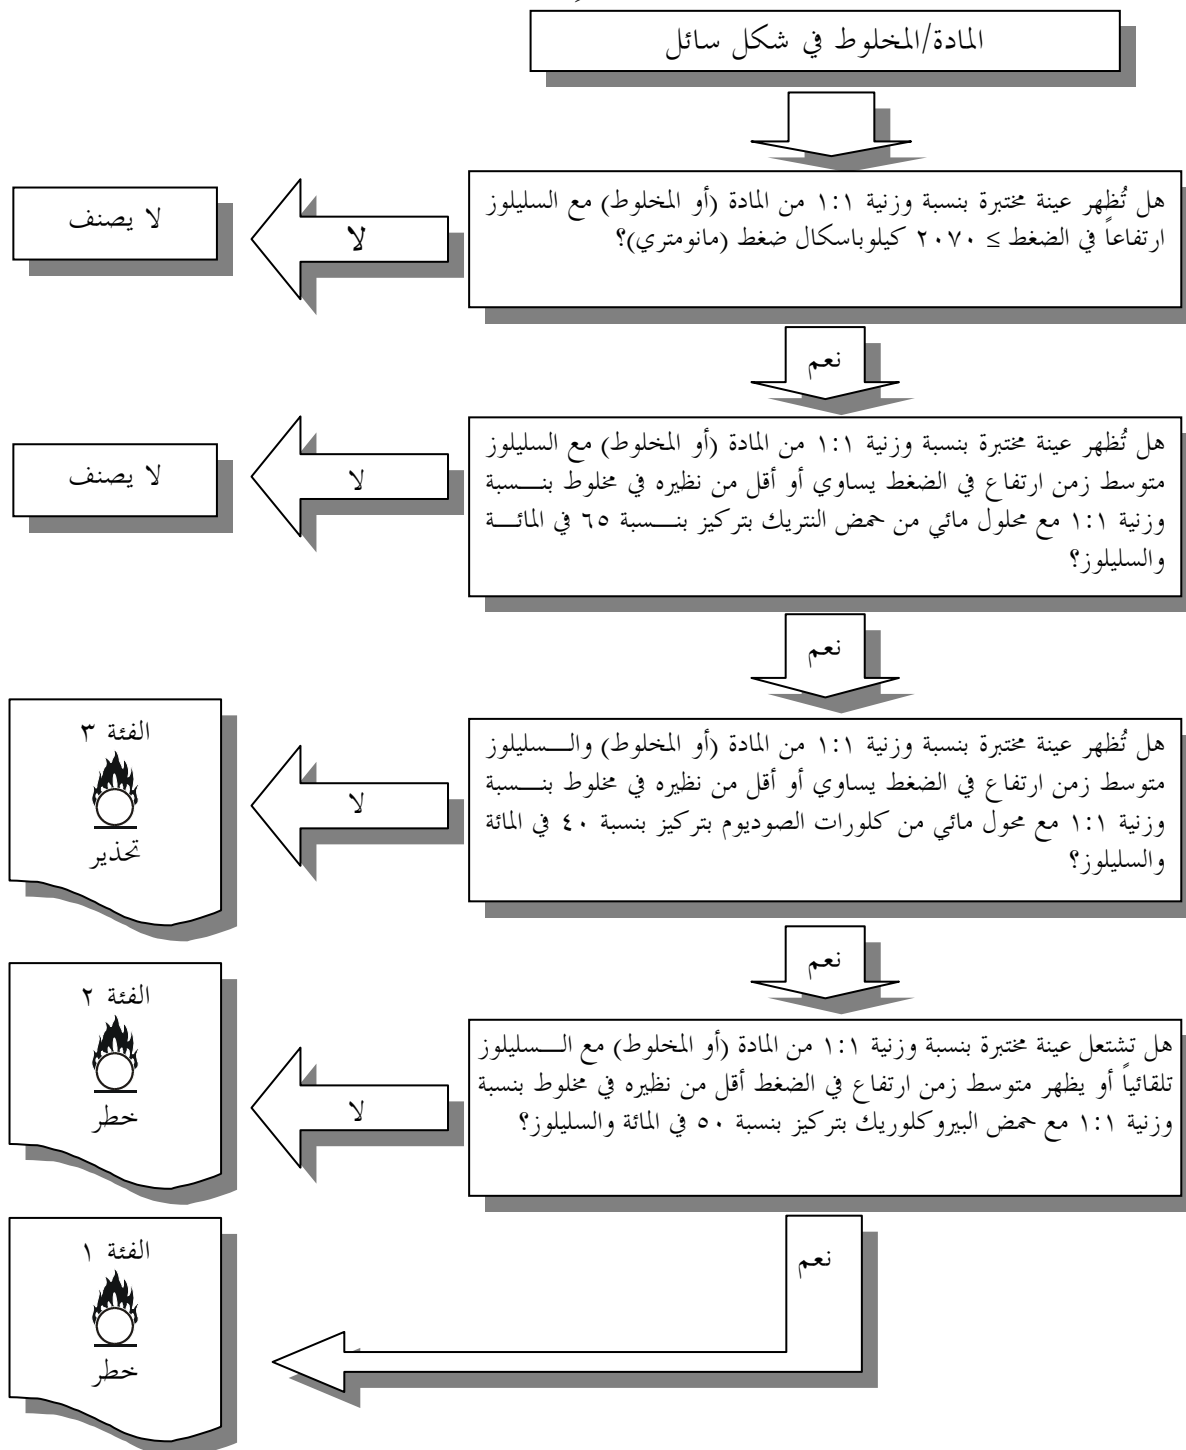 المادة/المخلوط في شكل سائل
هل تُظهر عينة مختبرة بنسبة وزنية ١:١ من المادة (أو المخلوط) مع السليلوز
ارتفاعاً في الضغط ≥ ٢٠٧٠ كيلوباسكال ضغط (مانومتري)؟
لا
لا يصنف
نعم
هل تُظهر عينة مختبرة بنسبة وزنية ١:١ من المادة (أو المخلوط) مع السليلوز
متوسط زمن ارتفاع في الضغط يساوي أو أقل من نظيره في مخلوط بنسبة
وزنية ١:١ مع محلول مائي من حمض النتريك بتركيز بنسبة ٦٥ في المائة
والسليلوز؟
لا
لا يصنف
نعم
هل تُظهر عينة مختبرة بنسبة وزنية ١:١ من المادة (أو المخلوط) والسليلوز
متوسط زمن ارتفاع في الضغط يساوي أو أقل من نظيره في مخلوط بنسبة
وزنية ١:١ مع محول مائي من كلورات الصوديوم بتركيز بنسبة ٤٠ في المائة
والسليلوز؟
لا
الفئة ٣
تحذير
نعم
هل تشتعل عينة مختبرة بنسبة وزنية ١:١ من المادة (أو المخلوط) مع السليلوز
تلقائياً أو يظهر متوسط زمن ارتفاع في الضغط أقل من نظيره في مخلوط بنسبة
وزنية ١:١ مع حمض البيروكلوريك بتركيز بنسبة ٥٠ في المائة والسليلوز؟
لا
الفئة ٢
خطر
نعم
الفئة ١
خطر